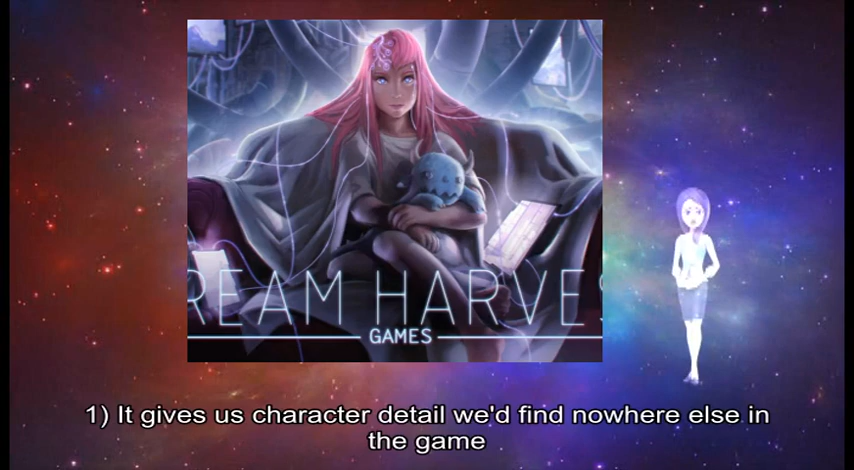 REAM HARVES
GAMES
1) It gives us character detail we'd find nowhere else in
the game